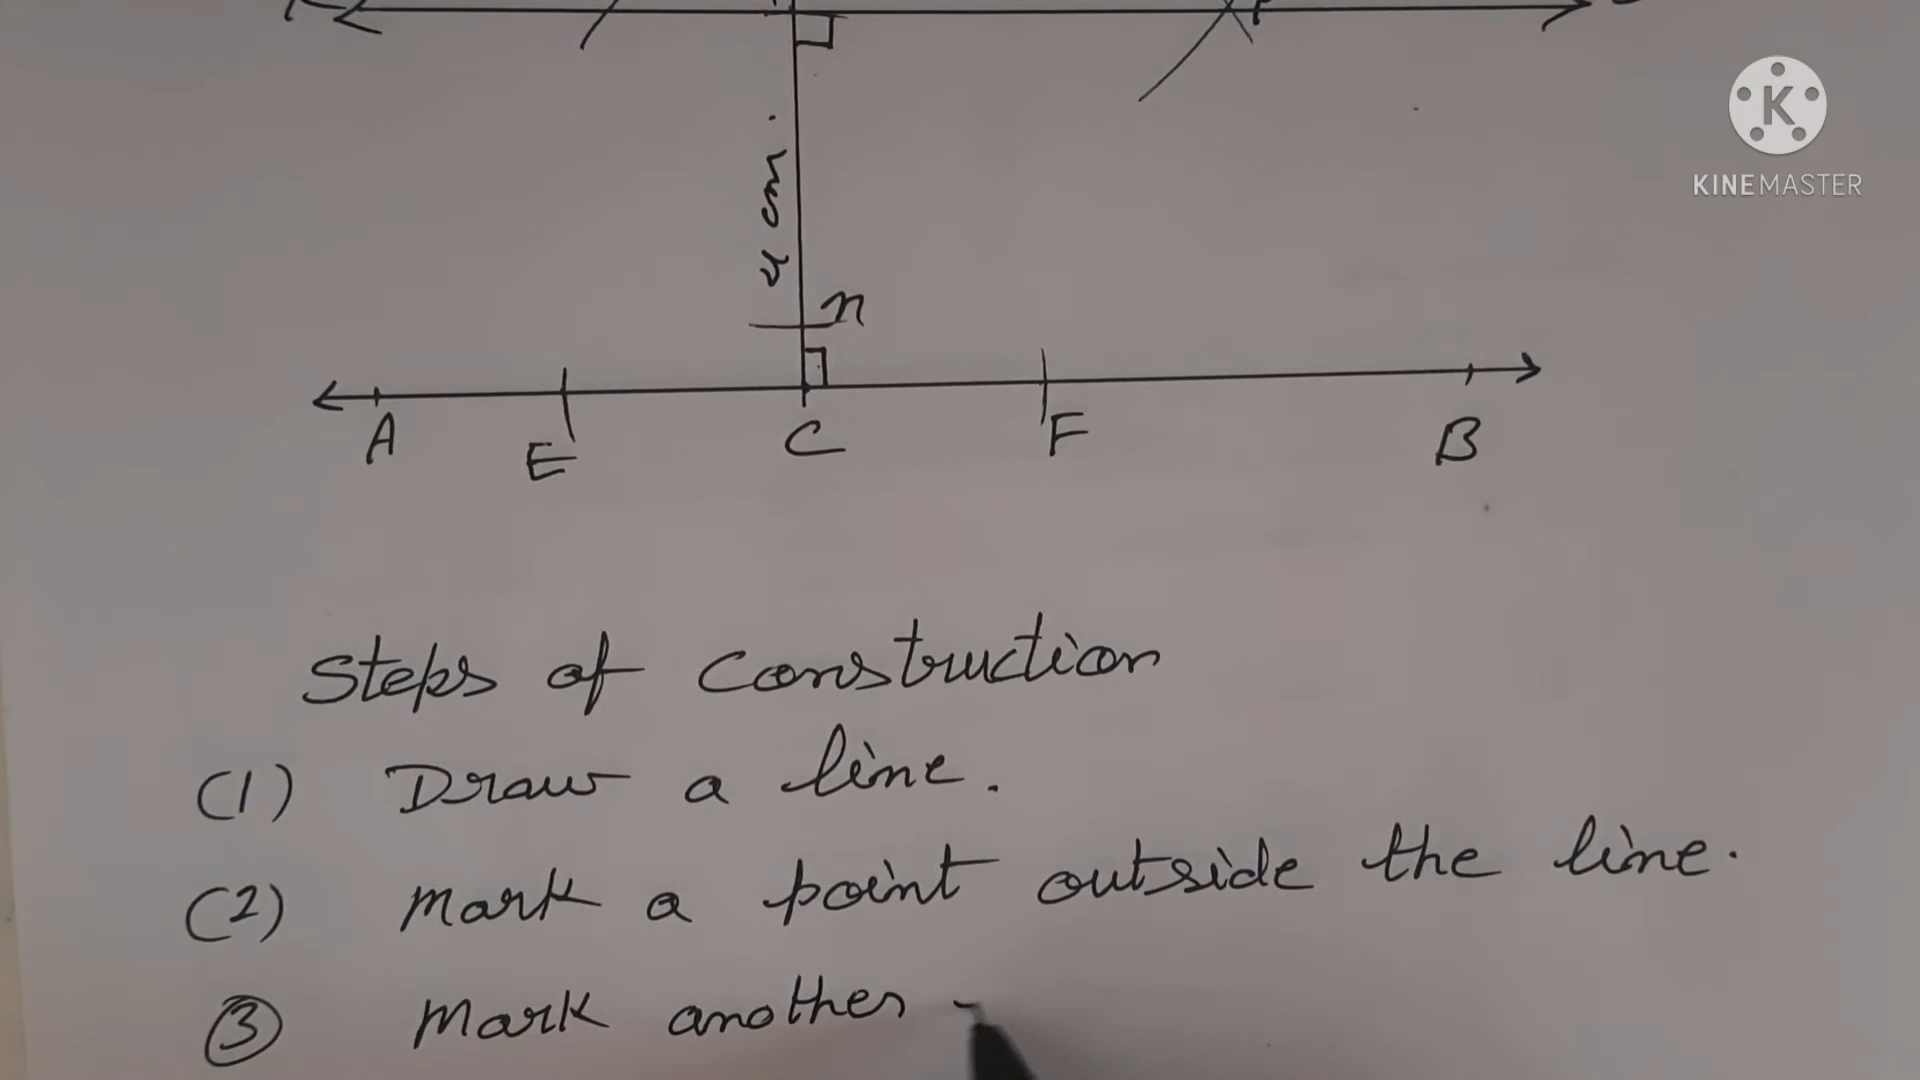 4 cm.
n
A E C F B
Steps of Construction
(1) Draw a line.
(2) Mark a point outside the line.
(3) Mark another
K
KINEMASTER